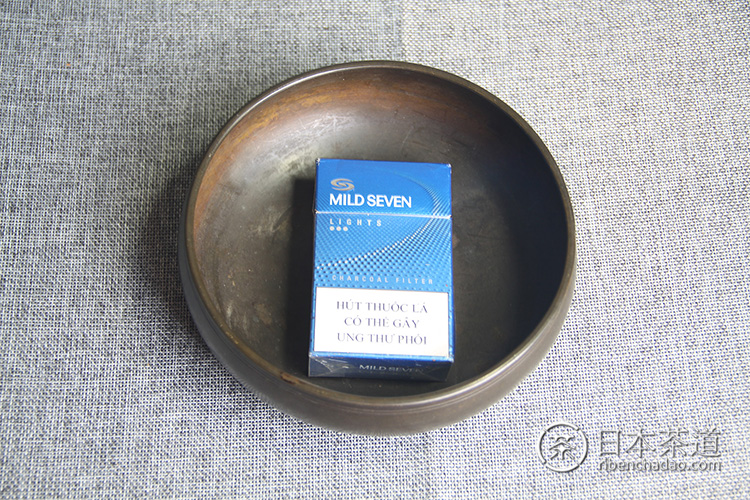 MILD SEVEN
LIGHTS
CHARCOAL FILTER
HÚT THUỐC LÁ
CÓ THỂ GÂY
UNG THƯ PHỔI
MILD SEVEN
茶 日本茶道
ribenchadao.com